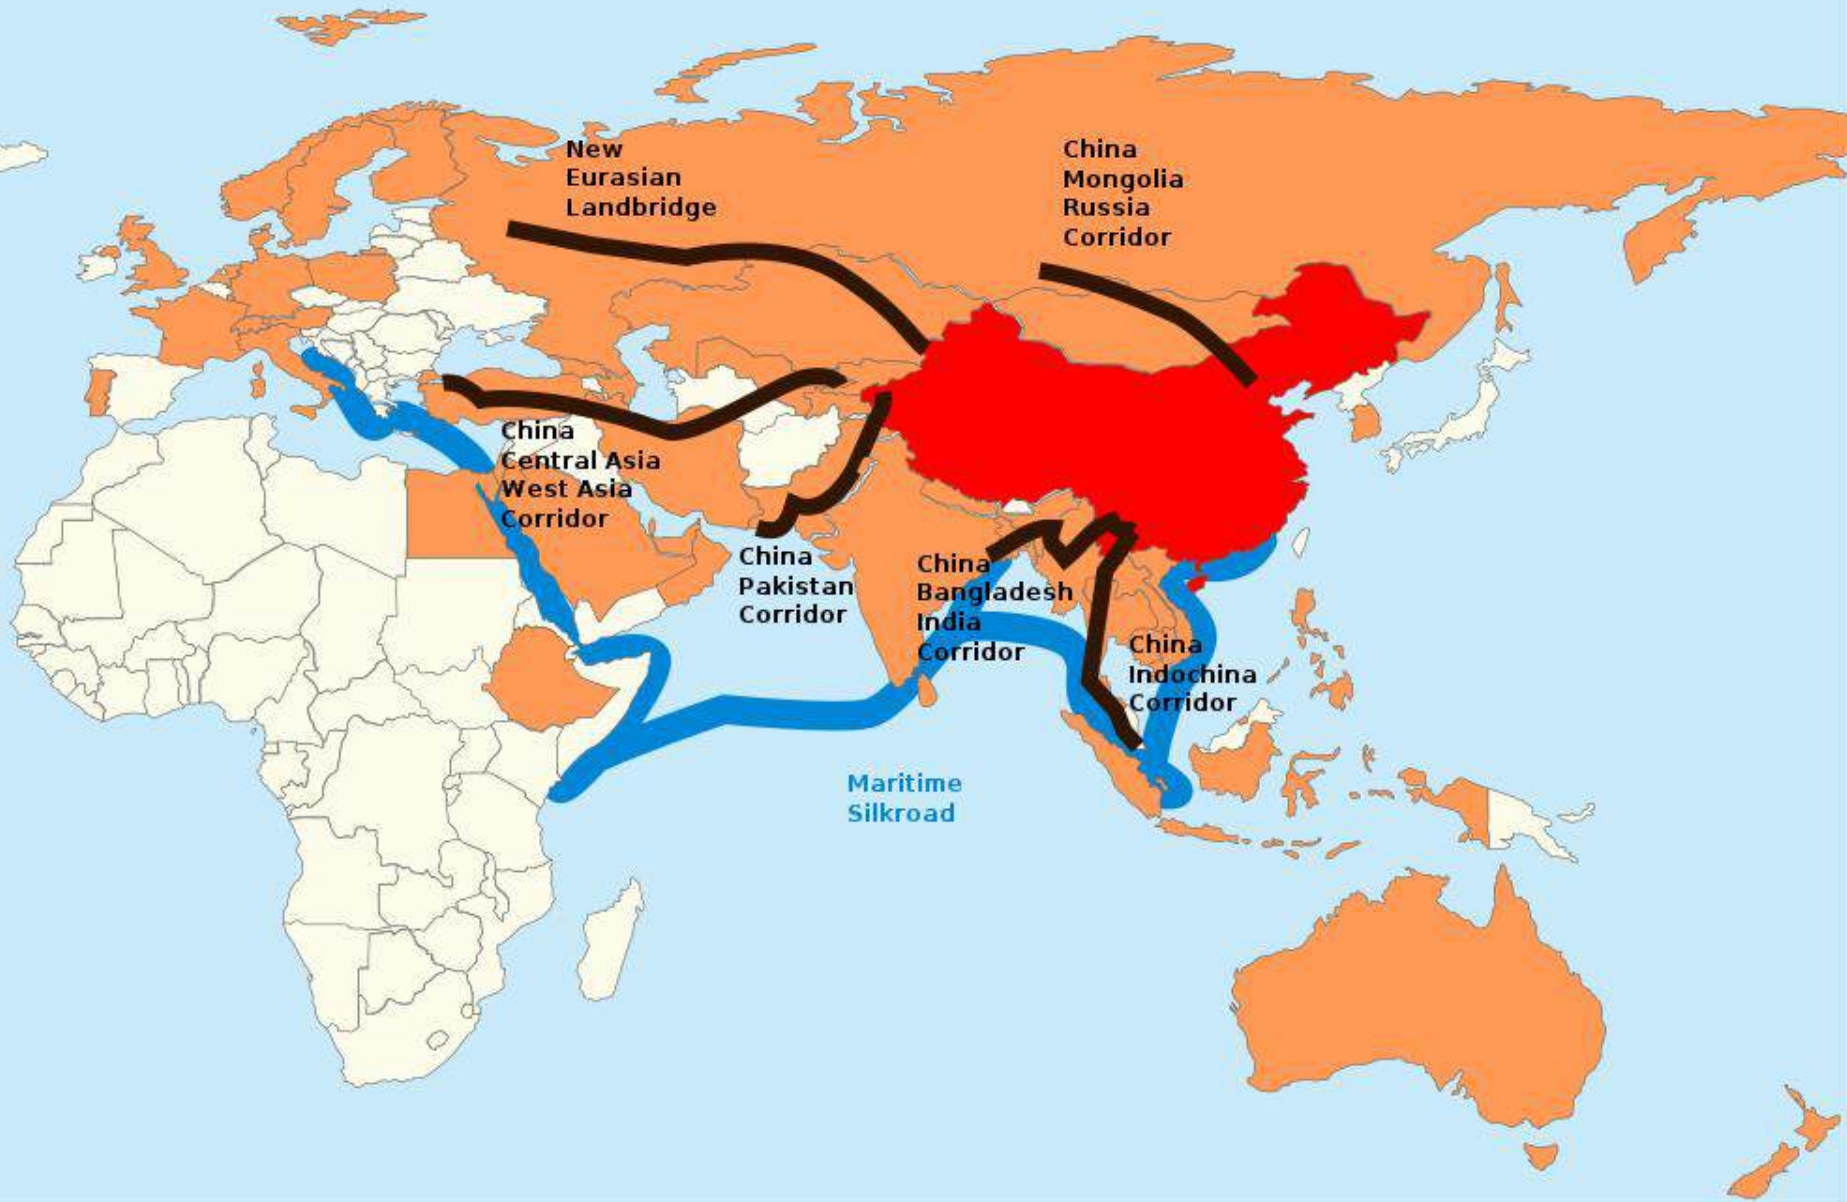 New
Eurasian
Landbridge
China
Mongolia
Russia
Corridor
China
Central Asia
West Asia
Corridor
China
Pakistan
Corridor
China
Bangladesh
India
Corridor
China
Indochina
Corridor
Maritime
Silkroad